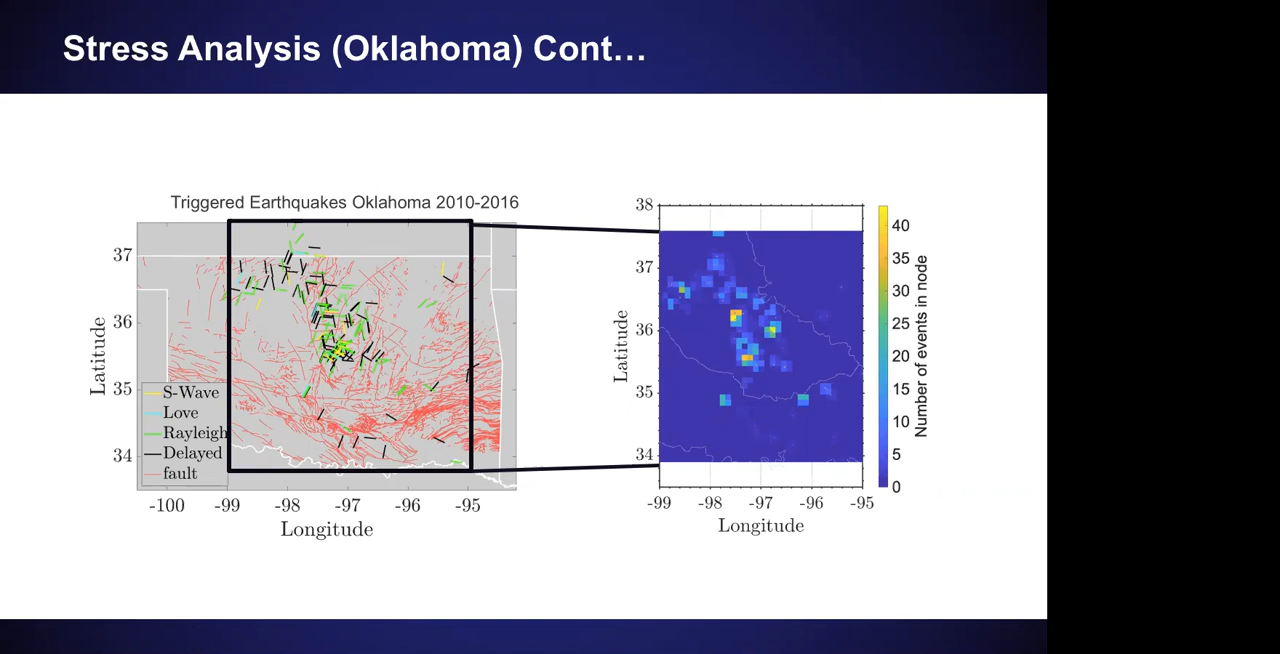 Stress Analysis (Oklahoma) Cont…
Triggered Earthquakes Oklahoma 2010-2016
37
36
35
34
Latitude
S-Wave
Love
Rayleigh
Delayed
fault
-100 -99 -98 -97 -96 -95
Longitude
38
37
36
35
34
Latitude
-99 -98 -97 -96 -95
Longitude
40
35
30
25
20
15
10
5
0
Number of events in node